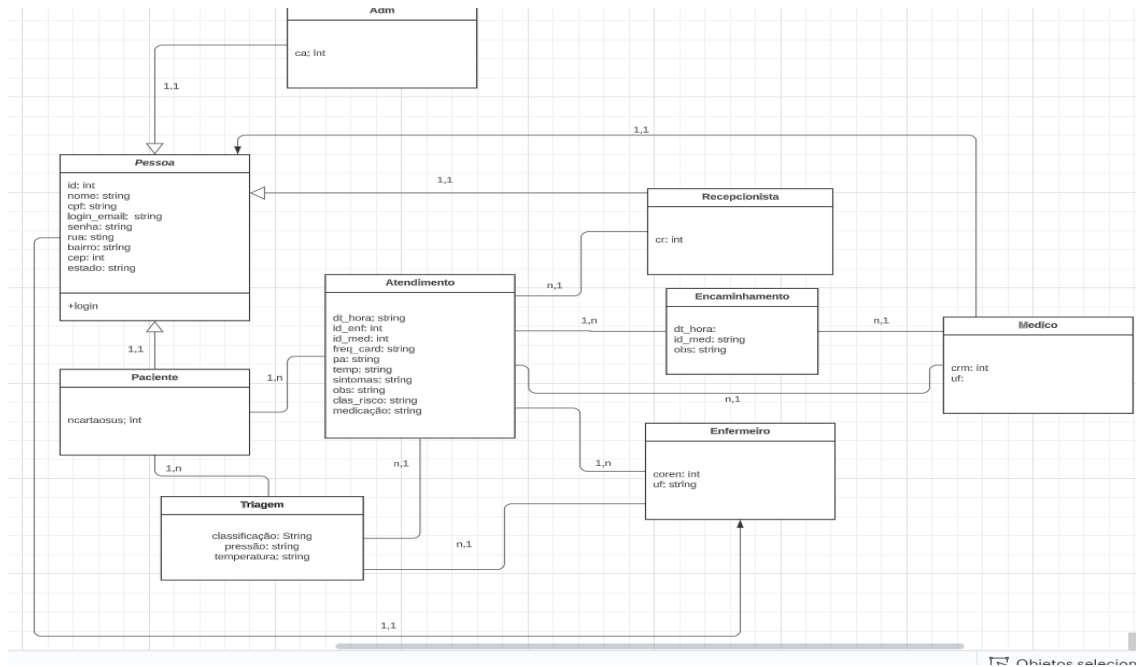 Adm
ca; int
1,1
1,1
Pessoa
id: int
nome: string
cpf: string
login_email: string
senha: string
rua: sting
bairro: string
cep: int
estado: string
+login
1,1
Recepcionista
cr: int
Atendimento
dt_hora: string
id_enf: int
id_med: int
freq_card: string
pa: string
temp: string
sintomas: string
obs: string
clas_risco: string
medicação: string
n,1
Encaminhamento
dt_hora:
id_med: string
obs: string
1,n
n,1
Medico
crm: int
uf:
n,1
1,1
Paciente
ncartaosus; int
1,n
Enfermeiro
coren: int
uf; string
1,n
n,1
1,n
Triagem
classificação: String
pressão: string
temperatura; string
n,1
1,1
Objetos selecion